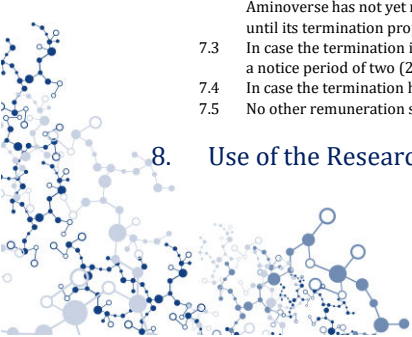 Aminoverse has not yet
until its termination pro
7.3 In case the termination i
a notice period of two (2
7.4 In case the termination h
7.5 No other remuneration s
8. Use of the Researc